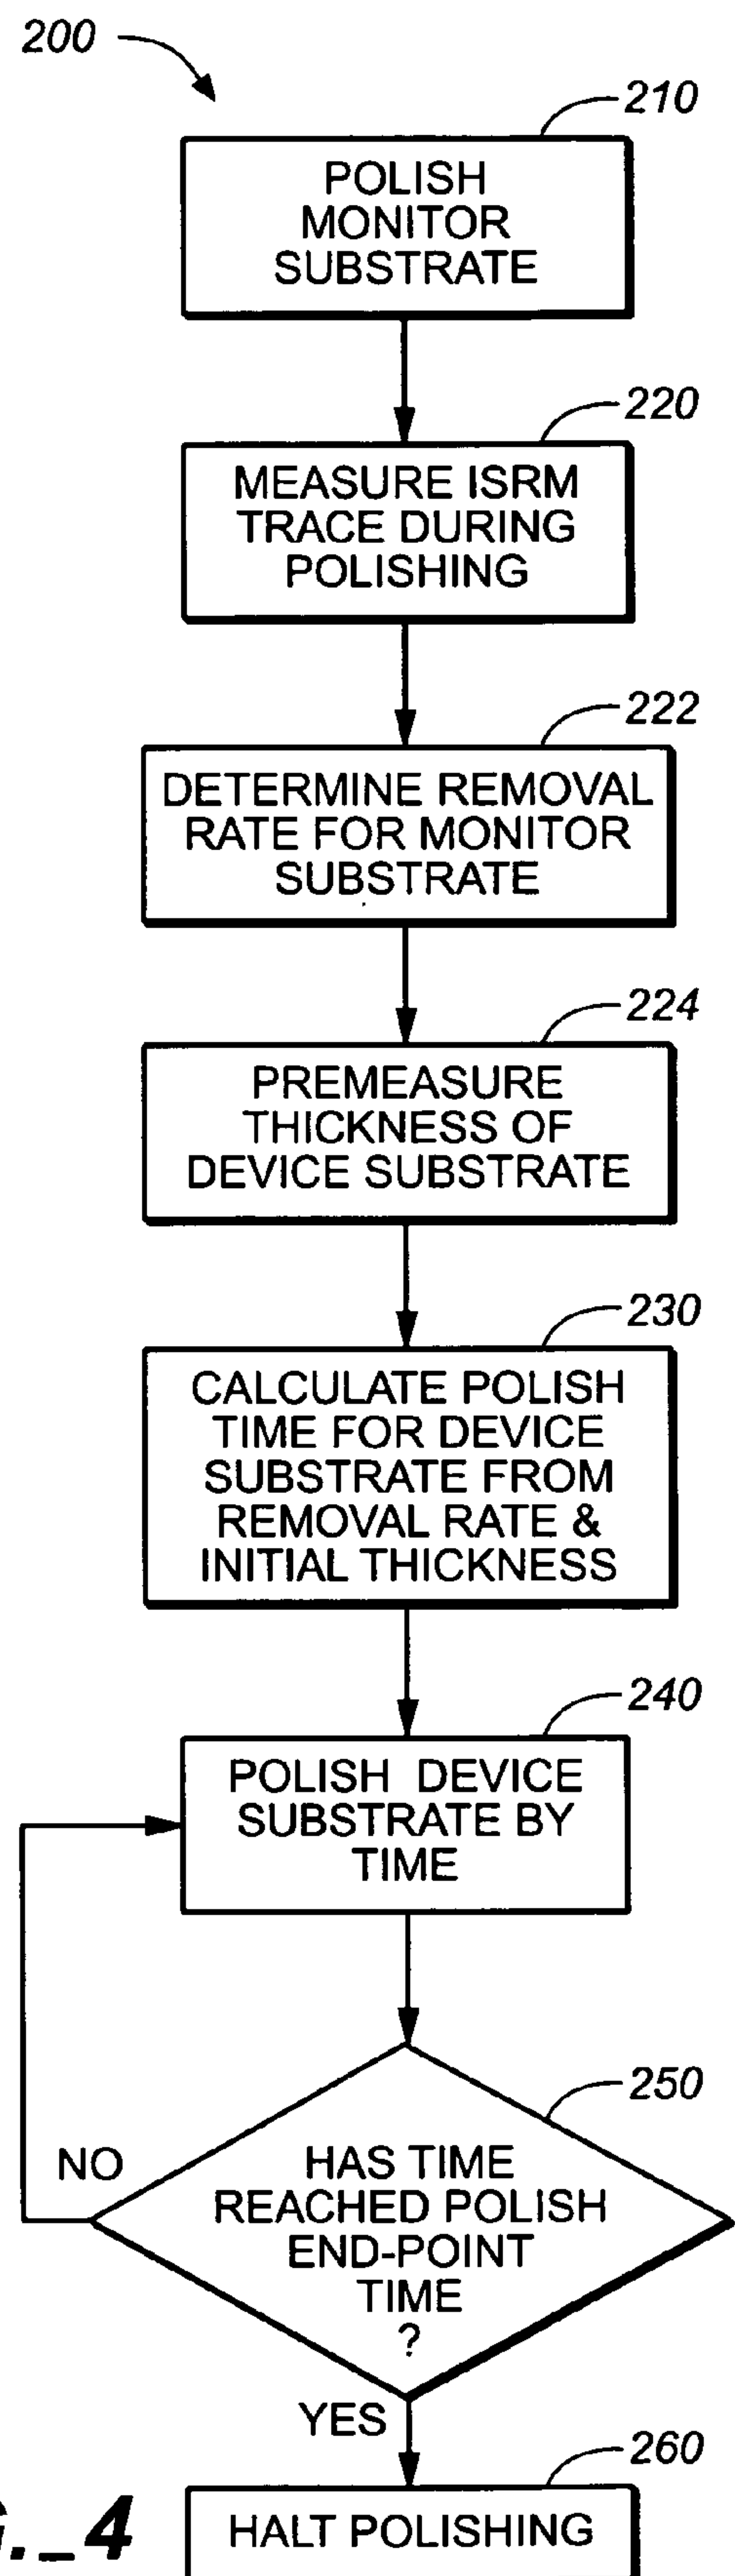 200
210
POLISH
MONITOR
SUBSTRATE
220
MEASURE ISRM
TRACE DURING
POLISHING
222
DETERMINE REMOVAL
RATE FOR MONITOR
SUBSTRATE
224
PREMEASURE
THICKNESS OF
DEVICE SUBSTRATE
230
CALCULATE POLISH
TIME FOR DEVICE
SUBSTRATE FROM
REMOVAL RATE &
INITIAL THICKNESS
240
POLISH DEVICE
SUBSTRATE BY
TIME
250
NO
HAS TIME
REACHED POLISH
END-POINT
TIME
?
YES
260
HALT POLISHING
G._4